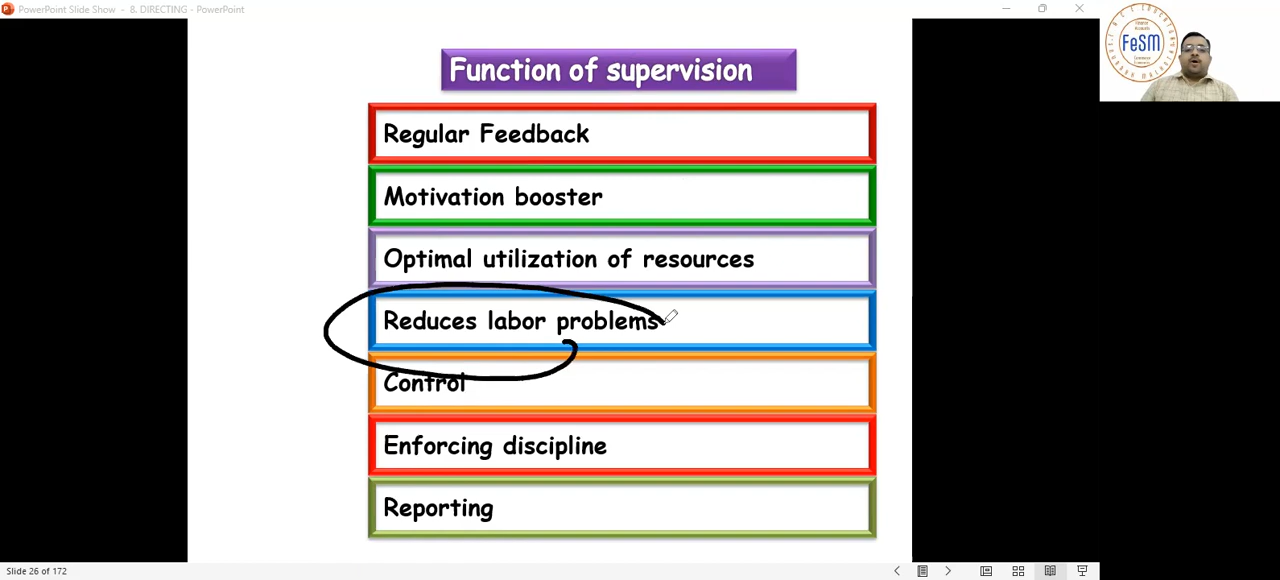 PowerPoint Slide Show - 8. DIRECTING - PowerPoint
FeSM
Function of supervision
Regular Feedback
Motivation booster
Optimal utilization of resources
Reduces labor problems
Control
Enforcing discipline
Reporting
Slide 26 of 172